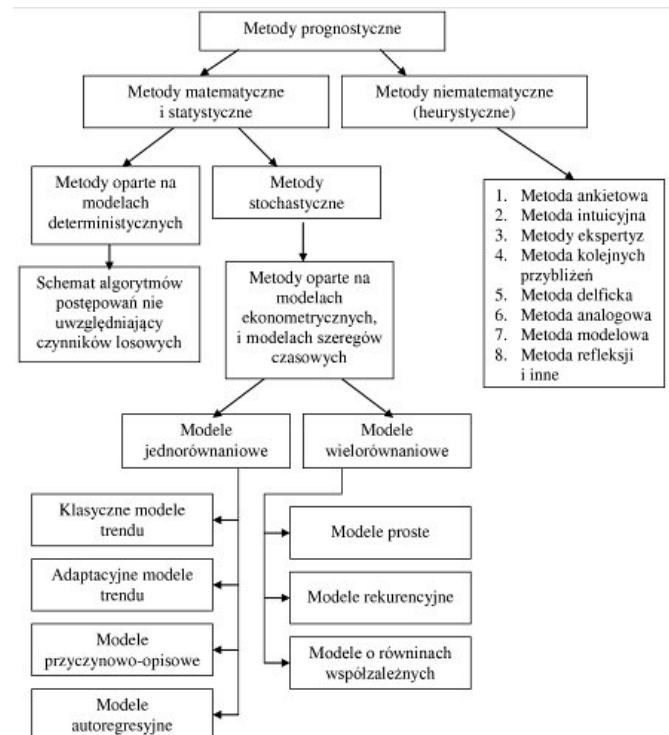 Metody prognostyczne
Metody matematyczne
i statystyczne
Metody niematematyczne
(heurystyczne)
Metody oparte na
modelach
deterministycznych
Metody
stochastyczne
1. Metoda ankietowa
2. Metoda intuicyjna
3. Metody ekspertyz
4. Metoda kolejnych
przybliżeń
5. Metoda delficka
6. Metoda analogowa
7. Metoda modelowa
8. Metoda refleksji
i inne
Schemat algorytmów
postępowań nie
uwzględniający
czynników losowych
Metody oparte na
modelach
ekonometrycznych,
i modelach szeregów
czasowych
Modele
jednorównaniowe
Modele
wielorównaniowe
Klasyczne modele
trendu
Adaptacyjne modele
trendu
Modele
przyczynowo-opisowe
Modele
autoregresyjne
Modele proste
Modele rekurencyjne
Modele o równinach
współzależnych